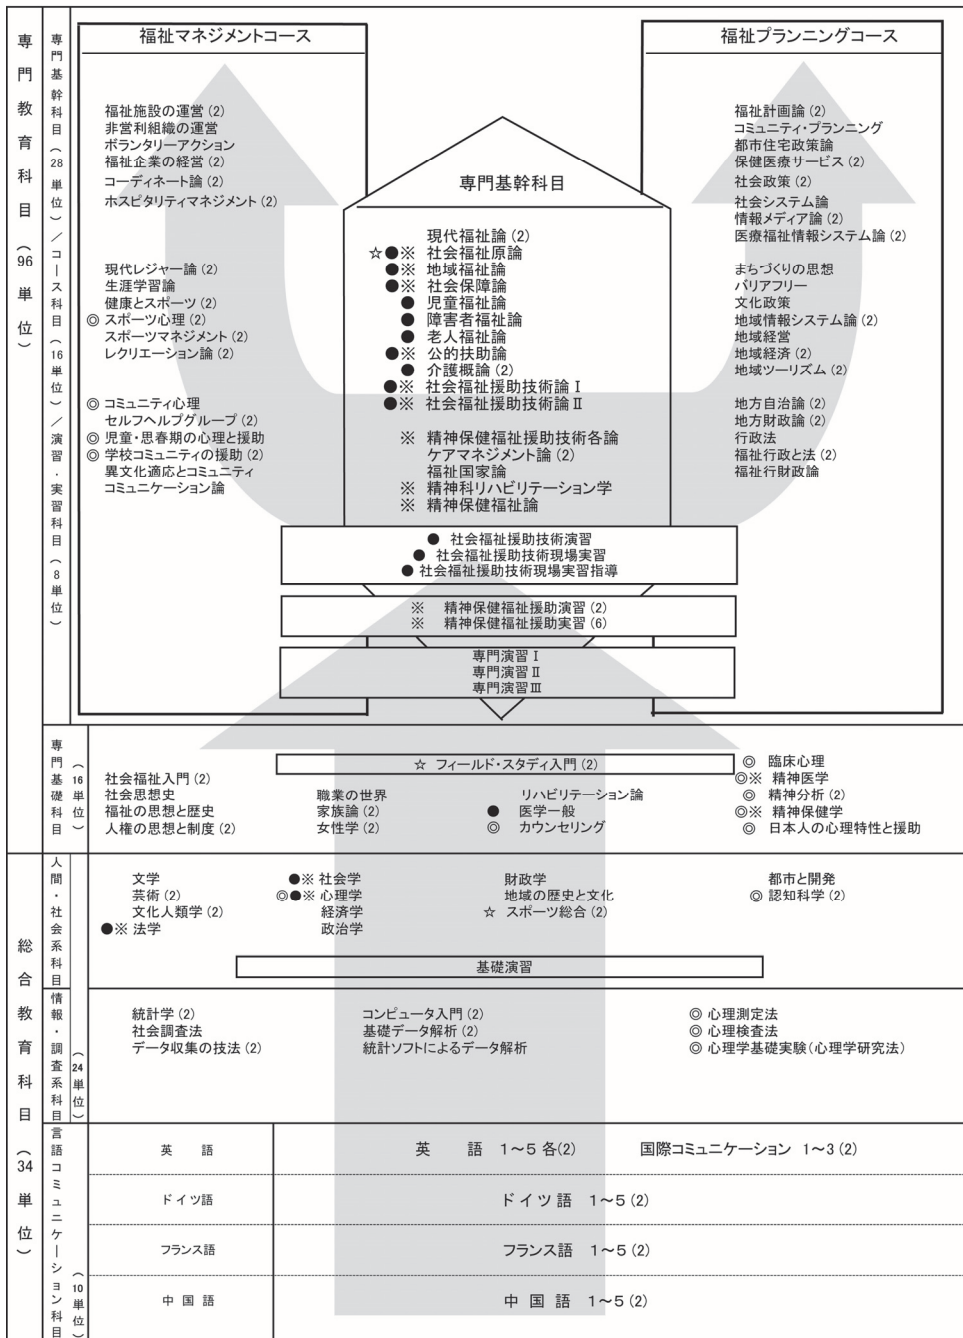 専門教育科目（96単位）
専門基幹科目（28単位）／コース科目（16単位）／演習・実習科目（8単位）
福祉マネジメントコース
福祉施設の運営(2)
非営利組織の運営
ボランタリーアクション
福祉企業の経営(2)
コーディネート論(2)
ホスピタリティマネジメント(2)
現代レジャー論(2)
生涯学習論
健康とスポーツ(2)
◎ スポーツ心理(2)
スポーツマネジメント(2)
レクリエーション論(2)
◎ コミュニティ心理
セルフヘルプグループ(2)
◎ 児童・思春期の心理と援助
◎ 学校コミュニティの援助(2)
異文化適応とコミュニティ
コミュニケーション論
専門基幹科目
現代福祉論(2)
☆●※ 社会福祉原論
●※ 地域福祉論
●※ 社会保障論
● 児童福祉論
● 障害者福祉論
● 老人福祉論
●※ 公的扶助論
● 介護概論(2)
●※ 社会福祉援助技術論Ⅰ
●※ 社会福祉援助技術論Ⅱ
※ 精神保健福祉援助技術各論
ケアマネジメント論(2)
福祉国家論
※ 精神科リハビリテーション学
※ 精神保健福祉論
福祉プランニングコース
福祉計画論(2)
コミュニティ・プランニング
都市住宅政策論
保健医療サービス(2)
社会政策(2)
社会システム論
情報メディア論(2)
医療福祉情報システム論(2)
まちづくりの思想
バリアフリー
文化政策
地域情報システム論(2)
地域経営
地域経済(2)
地域ツーリズム(2)
地方自治論(2)
地方財政論(2)
行政法
福祉行政と法(2)
福祉行財政論
● 社会福祉援助技術演習
● 社会福祉援助技術現場実習
● 社会福祉援助技術現場実習指導
※ 精神保健福祉援助演習(2)
※ 精神保健福祉援助実習(6)
専門演習Ⅰ
専門演習Ⅱ
専門演習Ⅲ
専門基礎科目（16単位）
☆ フィールド・スタディ入門(2)
社会福祉入門(2)
社会思想史
福祉の思想と歴史
人権の思想と制度(2)
職業の世界
家族論(2)
女性学(2)
リハビリテーション論
● 医学一般
◎ カウンセリング
◎ 臨床心理
◎※ 精神医学
◎ 精神分析(2)
◎※ 精神保健学
◎ 日本人の心理特性と援助
総合教育科目（34単位）
人間・社会系科目
文学
芸術(2)
文化人類学(2)
●※ 法学
●※ 社会学
◎●※ 心理学
経済学
政治学
財政学
地域の歴史と文化
☆ スポーツ総合(2)
都市と開発
◎ 認知科学(2)
基礎演習
情報・調査系科目
（24単位）
統計学(2)
社会調査法
データ収集の技法(2)
コンピュータ入門(2)
基礎データ解析(2)
統計ソフトによるデータ解析
◎ 心理測定法
◎ 心理検査法
◎ 心理学基礎実験(心理学研究法)
言語コミュニケーション科目（10単位）
英語
英語 1～5 各(2) 国際コミュニケーション 1～3(2)
ドイツ語
ドイツ語 1～5(2)
フランス語
フランス語 1～5(2)
中国語
中国語 1～5(2)